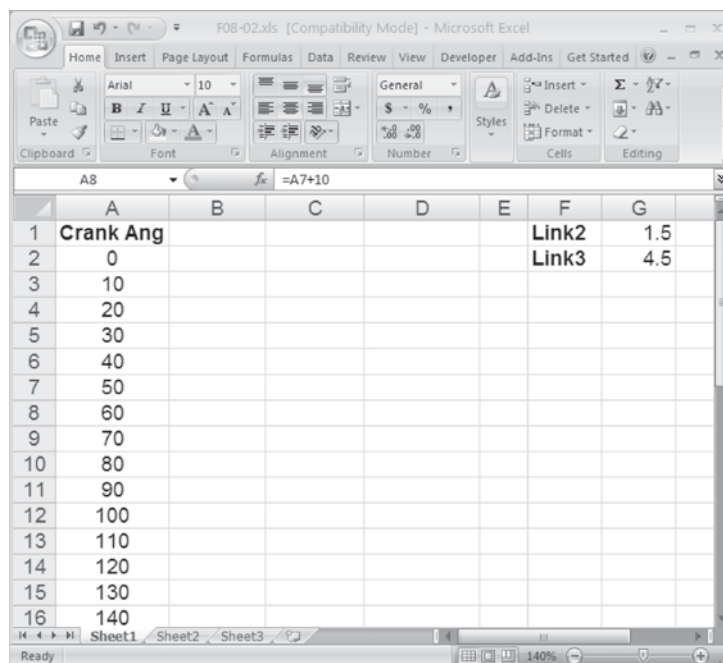 F08-02.xls [Compatibility Mode] - Microsoft Excel
Home Insert Page Layout Formulas Data Review View Developer Add-Ins Get Started
Paste
Arial 10
B I U A A
A
General
$ % ,
.00 .00
A
Styles
Insert
Delete
Format
Σ
Clipboard Font Alignment Number Cells Editing
A8 fx =A7+10
A B C D E F G
1 Crank Ang Link2 1.5
2 0 Link3 4.5
3 10
4 20
5 30
6 40
7 50
8 60
9 70
10 80
11 90
12 100
13 110
14 120
15 130
16 140
Sheet1 Sheet2 Sheet3
Ready 140%